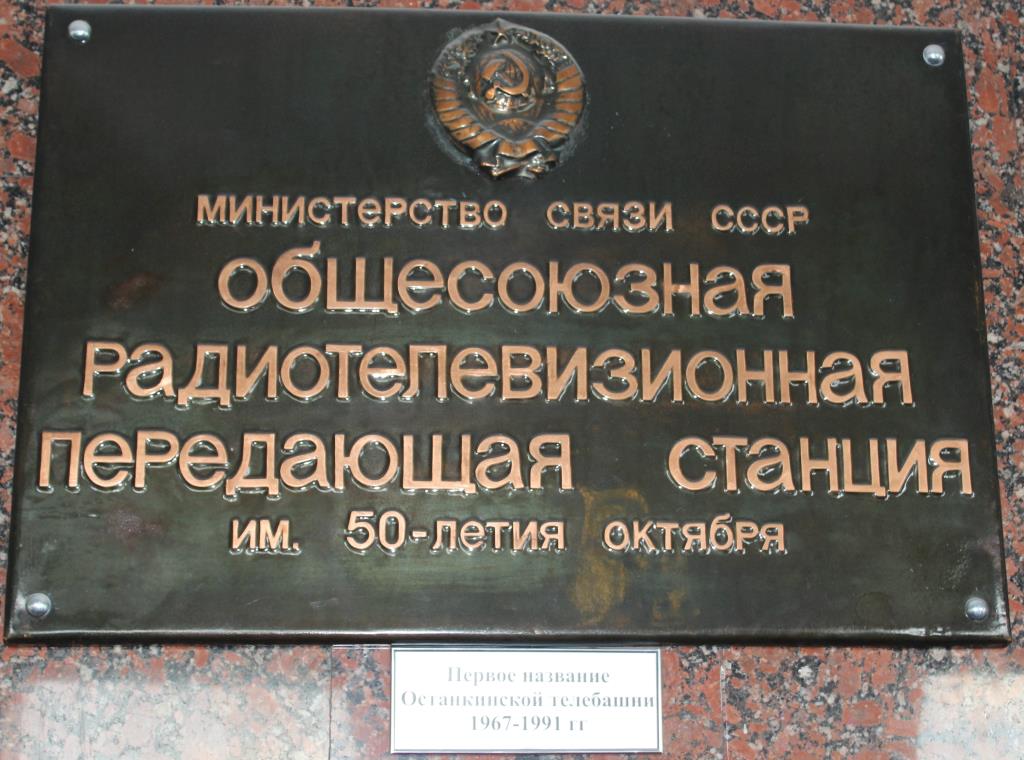 МИНИСТЕРСТВО СВЯЗИ СССР
ОБЩЕСОЮЗНАЯ
РАДИОТЕЛЕВИЗИОННАЯ
ПЕРЕДАЮЩАЯ СТАНЦИЯ
ИМ. 50-ЛЕТИЯ ОКТЯБРЯ
Первое название
Останкинской телебашни
1967-1991 гг